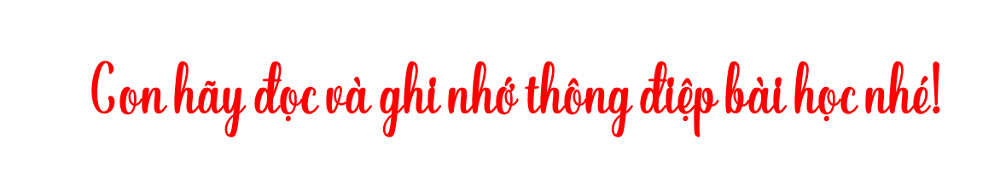 Con hãy đọc và ghi nhớ thông điệp bài học nhé!